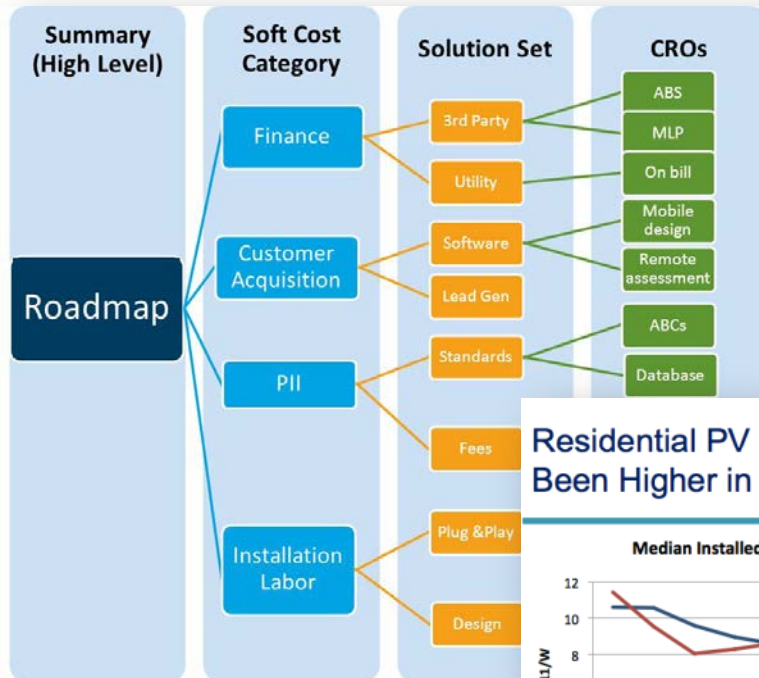 Summary
(High Level)
Soft Cost
Category
Solution Set
CROs
Roadmap
Finance
Customer
Acquisition
PII
Installation
Labor
3rd Party
Utility
Software
Lead Gen
Standards
Fees
Plug &Play
Design
ABS
MLP
On bill
Mobile
design
Remote
assessment
ABCs
Database
Residential PV
Been Higher in
Median Installed
12
10
8